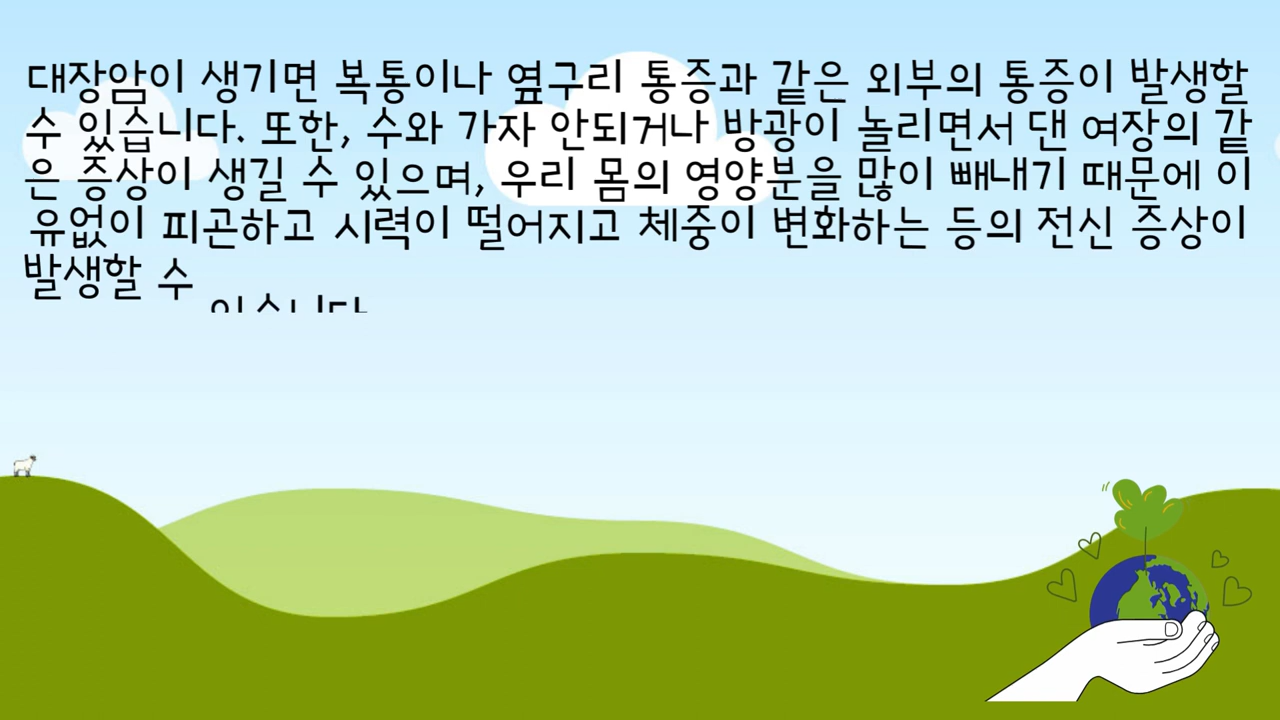 대장암이 생기면 복통이나 옆구리 통증과 같은 외부의 통증이 발생할
수 있습니다. 또한, 수와 가자 안되거나 방광이 놀리면서 댄 여장의 같
은 증상이 생길 수 있으며, 우리 몸의 영양분을 많이 빼내기 때문에 이
유없이 피곤하고 시력이 떨어지고 체중이 변화하는 등의 전신 증상이
발생할 수